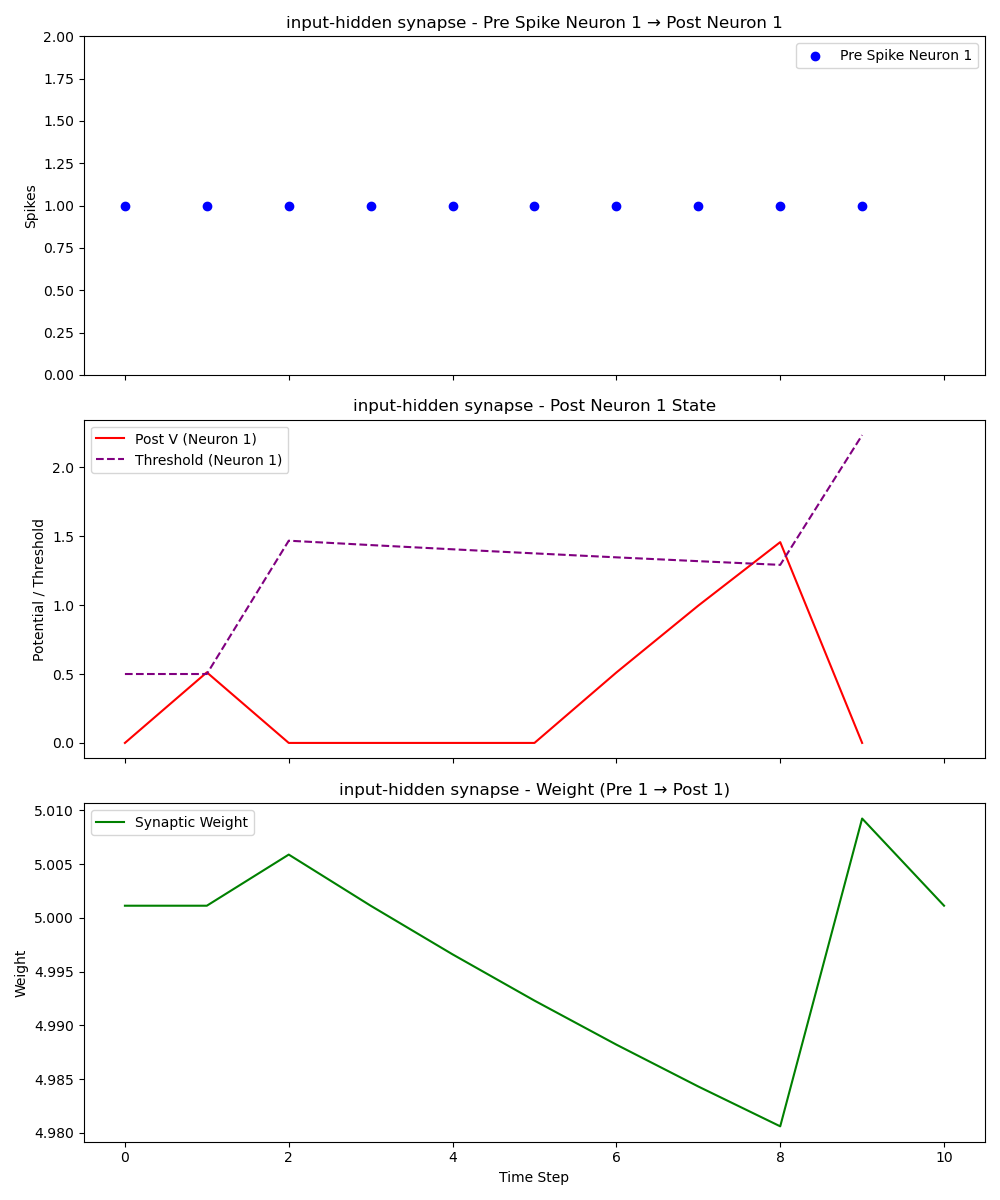 input-hidden synapse - Pre Spike Neuron 1 → Post Neuron 1
2.00
1.75
1.50
1.25
1.00
0.75
0.50
0.25
0.00
Spikes
Pre Spike Neuron 1
input-hidden synapse - Post Neuron 1 State
Post V (Neuron 1)
Threshold (Neuron 1)
2.0
1.5
1.0
0.5
0.0
Potential / Threshold
input-hidden synapse - Weight (Pre 1 → Post 1)
Synaptic Weight
5.010
5.005
5.000
4.995
4.990
4.985
4.980
Weight
0 2 4 6 8 10
Time Step